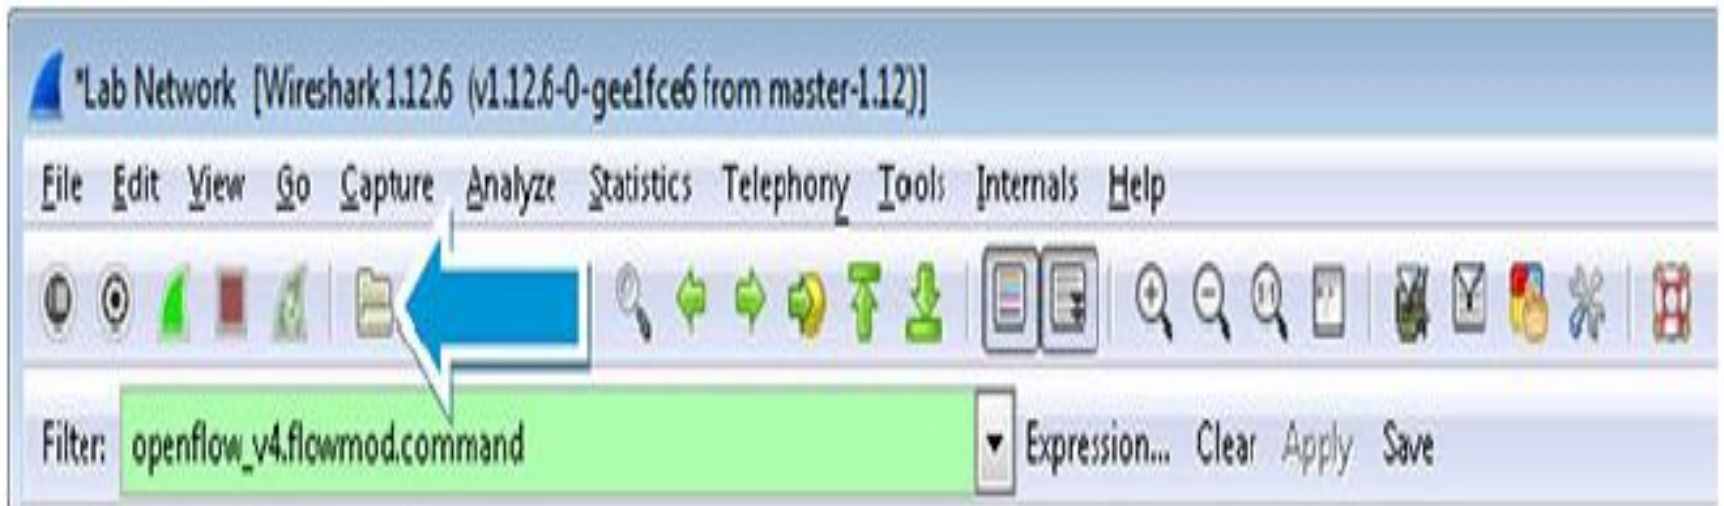 *Lab Network [Wireshark 1.12.6 (v1.12.6-0-gee1fce6 from master-1.12)]
File Edit View Go Capture Analyze Statistics Telephony Tools Internals Help
Filter: openflow_v4.flowmod.command Expression... Clear Apply Save